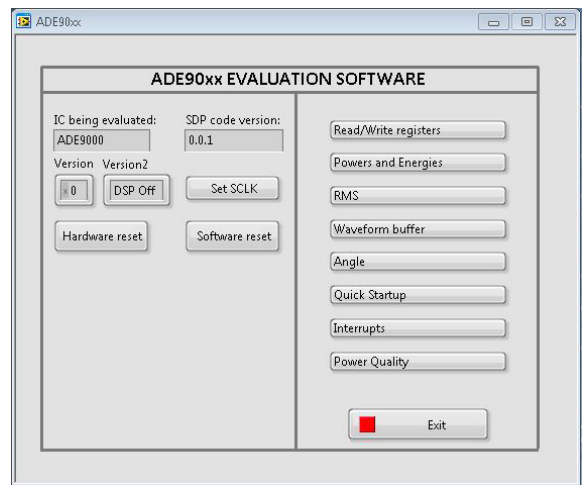 ADE90xx
ADE90xx EVALUATION SOFTWARE
IC being evaluated: SDP code version:
ADE9000 0.0.1
Version Version2
x 0 DSP Off Set SCLK
Hardware reset Software reset
Read/Write registers
Powers and Energies
RMS
Waveform buffer
Angle
Quick Startup
Interrupts
Power Quality
Exit